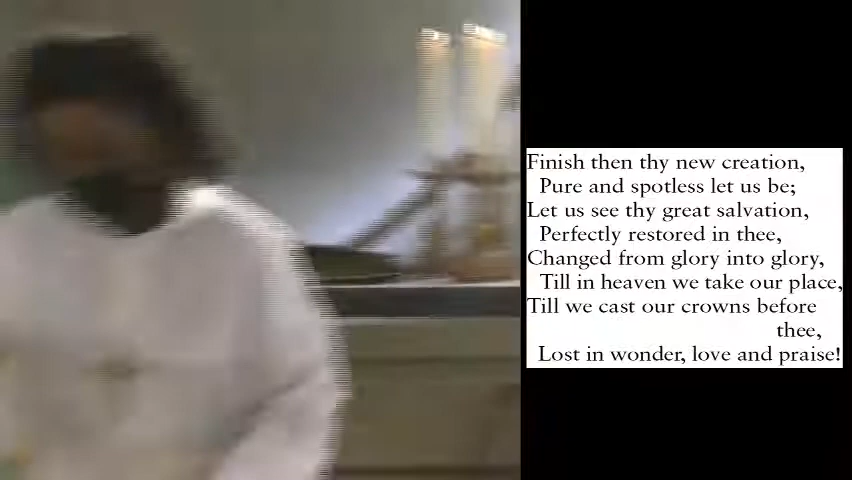 Finish then thy new creation,
Pure and spotless let us be;
Let us see thy great salvation,
Perfectly restored in thee,
Changed from glory into glory,
Till in heaven we take our place,
Till we cast our crowns before
thee,
Lost in wonder, love and praise!